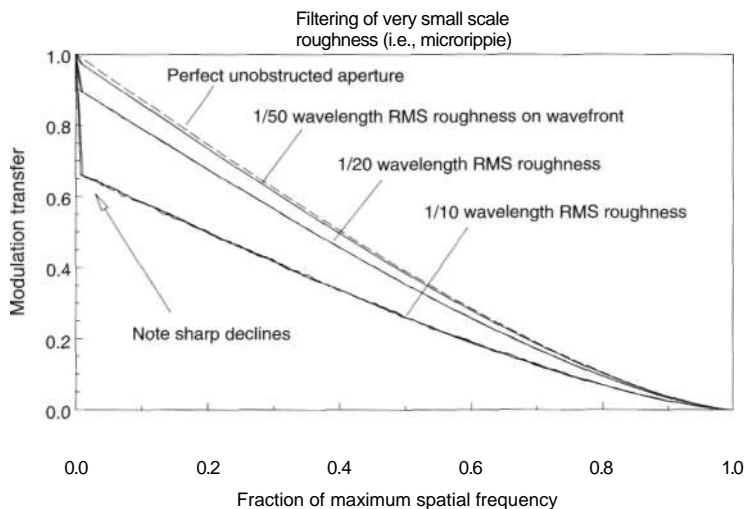 Filtering of very small scale
roughness (i.e., microrippie)
1.0
Perfect unobstructed aperture
1/50 wavelength RMS roughness on wavefront
0.8
1/20 wavelength RMS roughness
0.6
1/10 wavelength RMS roughness
Modulation transfer
0.4
Note sharp declines
0.2
0.0
0.0 0.2 0.4 0.6 0.8 1.0
Fraction of maximum spatial frequency